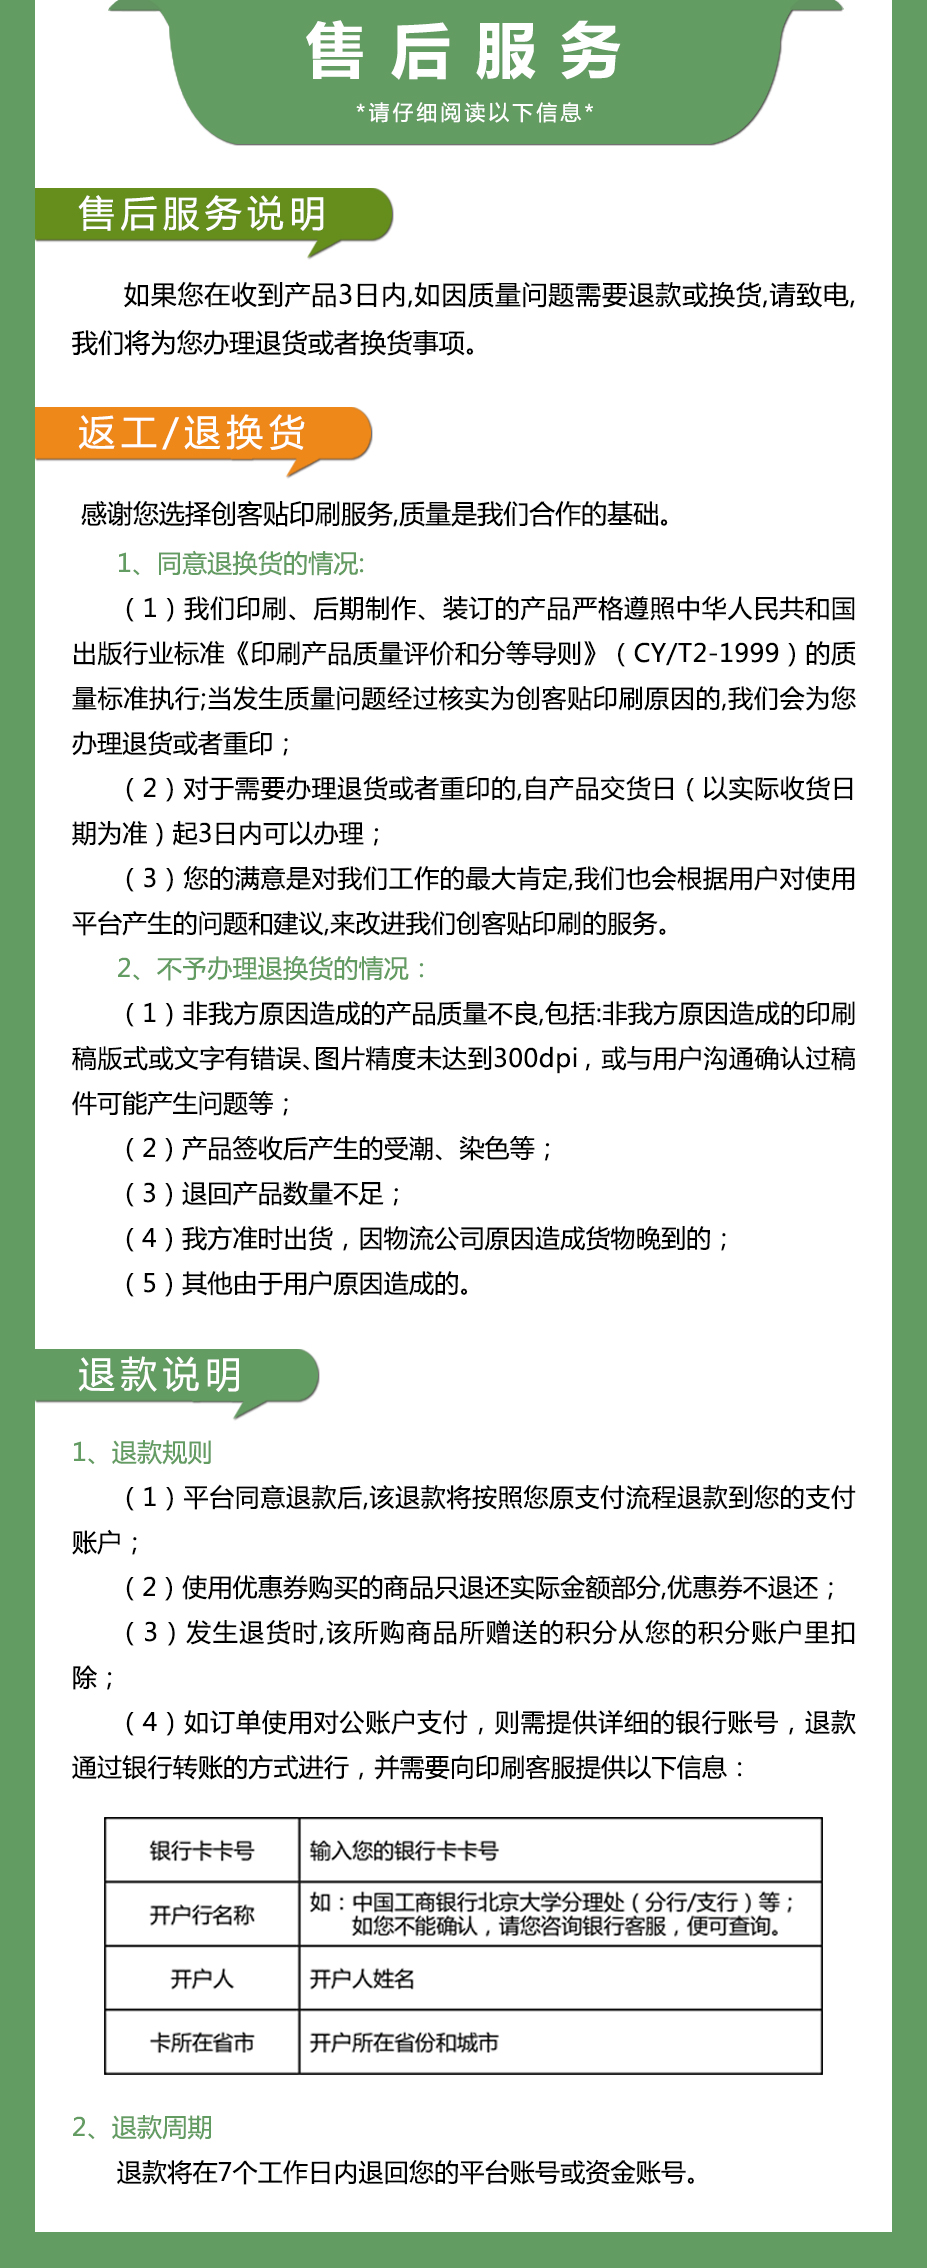 售后服务
*请仔细阅读以下信息*
售后服务说明
如果您在收到产品3日内,如因质量问题需要退款或换货,请致电,
我们将为您办理退货或者换货事项。
返工/退换货
感谢您选择创客贴印刷服务,质量是我们合作的基础。
1、同意退换货的情况:
（1）我们印刷、后期制作、装订的产品严格遵照中华人民共和国
出版行业标准《印刷产品质量评价和分等导则》（CY/T2-1999）的质
量标准执行;当发生质量问题经过核实为创客贴印刷原因的,我们会为您
办理退货或者重印；
（2）对于需要办理退货或者重印的,自产品交货日（以实际收货日
期为准）起3日内可以办理；
（3）您的满意是对我们工作的最大肯定,我们也会根据用户对使用
平台产生的问题和建议,来改进我们创客贴印刷的服务。
2、不予办理退换货的情况：
（1）非我方原因造成的产品质量不良,包括:非我方原因造成的印刷
稿版式或文字有错误、图片精度未达到300dpi，或与用户沟通确认过稿
件可能产生问题等；
（2）产品签收后产生的受潮、染色等；
（3）退回产品数量不足；
（4）我方准时出货，因物流公司原因造成货物晚到的；
（5）其他由于用户原因造成的。
退款说明
1、退款规则
（1）平台同意退款后,该退款将按照您原支付流程退款到您的支付
账户；
（2）使用优惠券购买的商品只退还实际金额部分,优惠券不退还；
（3）发生退货时,该所购商品所赠送的积分从您的积分账户里扣
除；
（4）如订单使用对公账户支付，则需提供详细的银行账号，退款
通过银行转账的方式进行，并需要向印刷客服提供以下信息：
银行卡卡号 输入您的银行卡卡号
开户行名称 如：中国工商银行北京大学分理处（分行/支行）等；
如您不能确认，请您咨询银行客服，便可查询。
开户人 开户人姓名
卡所在省市 开户所在省份和城市
2、退款周期
退款将在7个工作日内退回您的平台账号或资金账号。